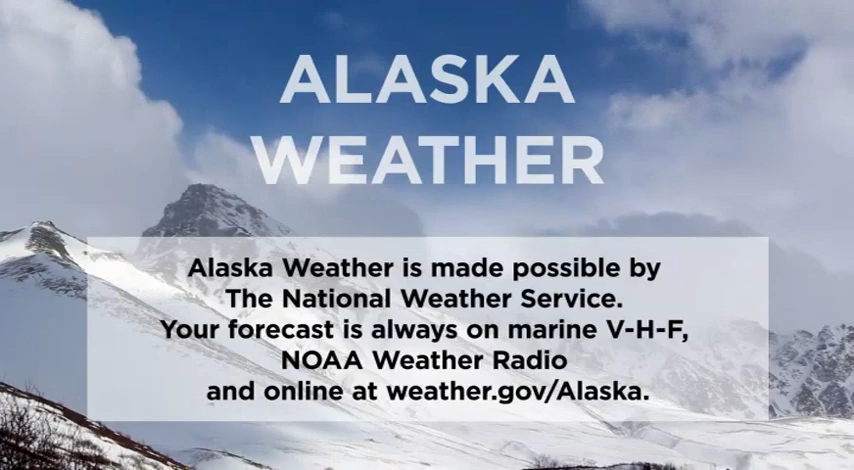 ALASKA
WEATHER
Alaska Weather is made possible by
The National Weather Service.
Your forecast is always on marine V-H-F,
NOAA Weather Radio
and online at weather.gov/Alaska.